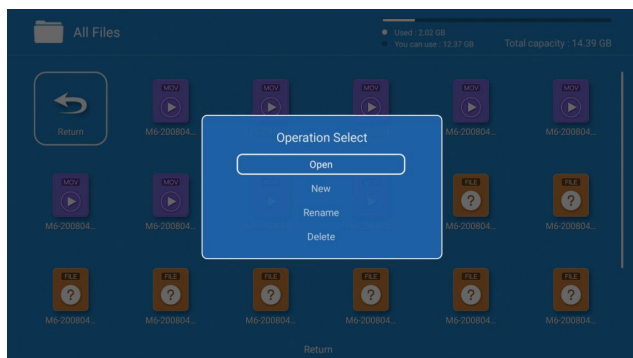 All Files
Used : 2.02 GB
You can use : 12.37 GB
Total capacity : 14.39 GB
MOV
MOV
MOV
MOV
MOV
Return
M6-200804...
M6-200804...
M6-200804...
Operation Select
Open
New
Rename
Delete
MOV
MOV
FILE
FILE
M6-200804...
M6-200804...
M6-200804...
M6-200804...
FILE
FILE
FILE
FILE
FILE
FILE
M6-200804...
M6-200804...
M6-200804...
M6-200804...
M6-200804...
M6-200804...
Return